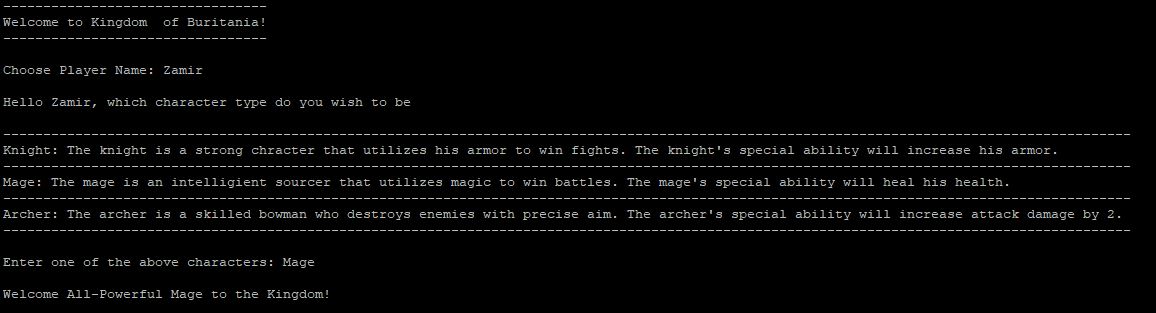 ---------------------------------
Welcome to Kingdom  of Buritania!
---------------------------------
Choose Player Name: Zamir
Hello Zamir, which character type do you wish to be
---------------------------------------------------------------------------------------------------------------------------------------------
Knight: The knight is a strong chracter that utilizes his armor to win fights. The knight's special ability will increase his armor.
---------------------------------------------------------------------------------------------------------------------------------------------
Mage: The mage is an intelligient sourcer that utilizes magic to win battles. The mage's special ability will heal his health.
---------------------------------------------------------------------------------------------------------------------------------------------
Archer: The archer is a skilled bowman who destroys enemies with precise aim. The archer's special ability will increase attack damage by 2.
---------------------------------------------------------------------------------------------------------------------------------------------
Enter one of the above characters: Mage
Welcome All-Powerful Mage to the Kingdom!